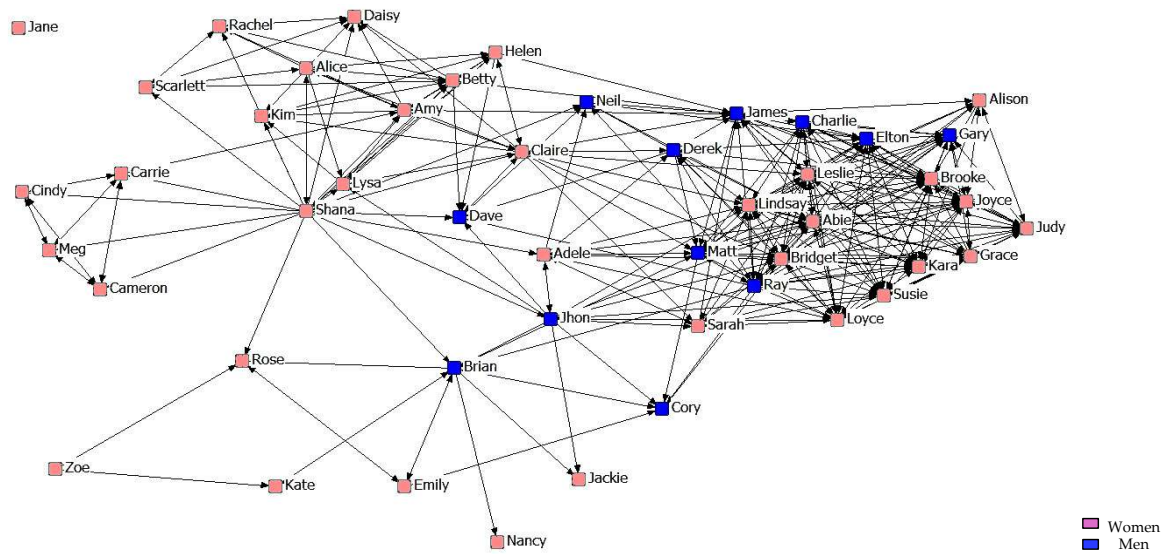 Jane
Rachel
Daisy
Helen
Alice
Betty
Scarlett
Kim
Amy
Neil
James
Charlie
Alison
Elton
Gary
Claire
Derek
Carrie
Cindy
Lysa
Leslie
Brooke
Shana
Dave
Lindsay
Abie
Joyce
Judy
Meg
Adele
Matt
Bridget
Grace
Kara
Cameron
Ray
Susie
Jhon
Sarah
Loyce
Rose
Brian
Cory
Zoe
Kate
Emily
Jackie
Nancy
Women
Men